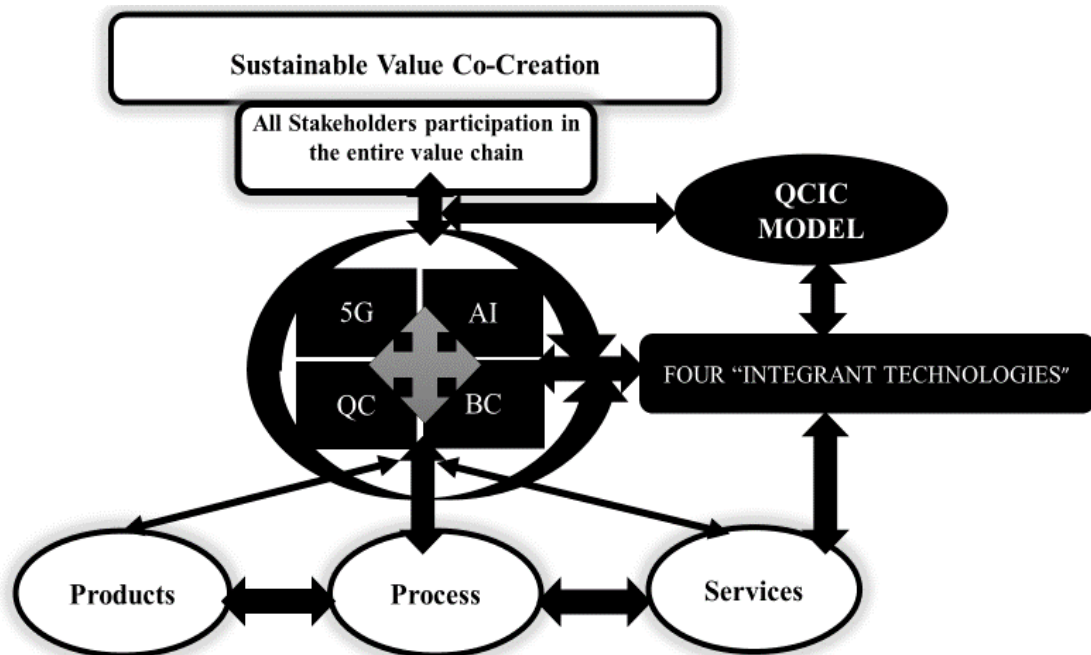 Sustainable Value Co-Creation
All Stakeholders participation in
the entire value chain
QCIC
MODEL
5G
AI
QC
BC
FOUR “INTEGRANT TECHNOLOGIES”
Products
Process
Services